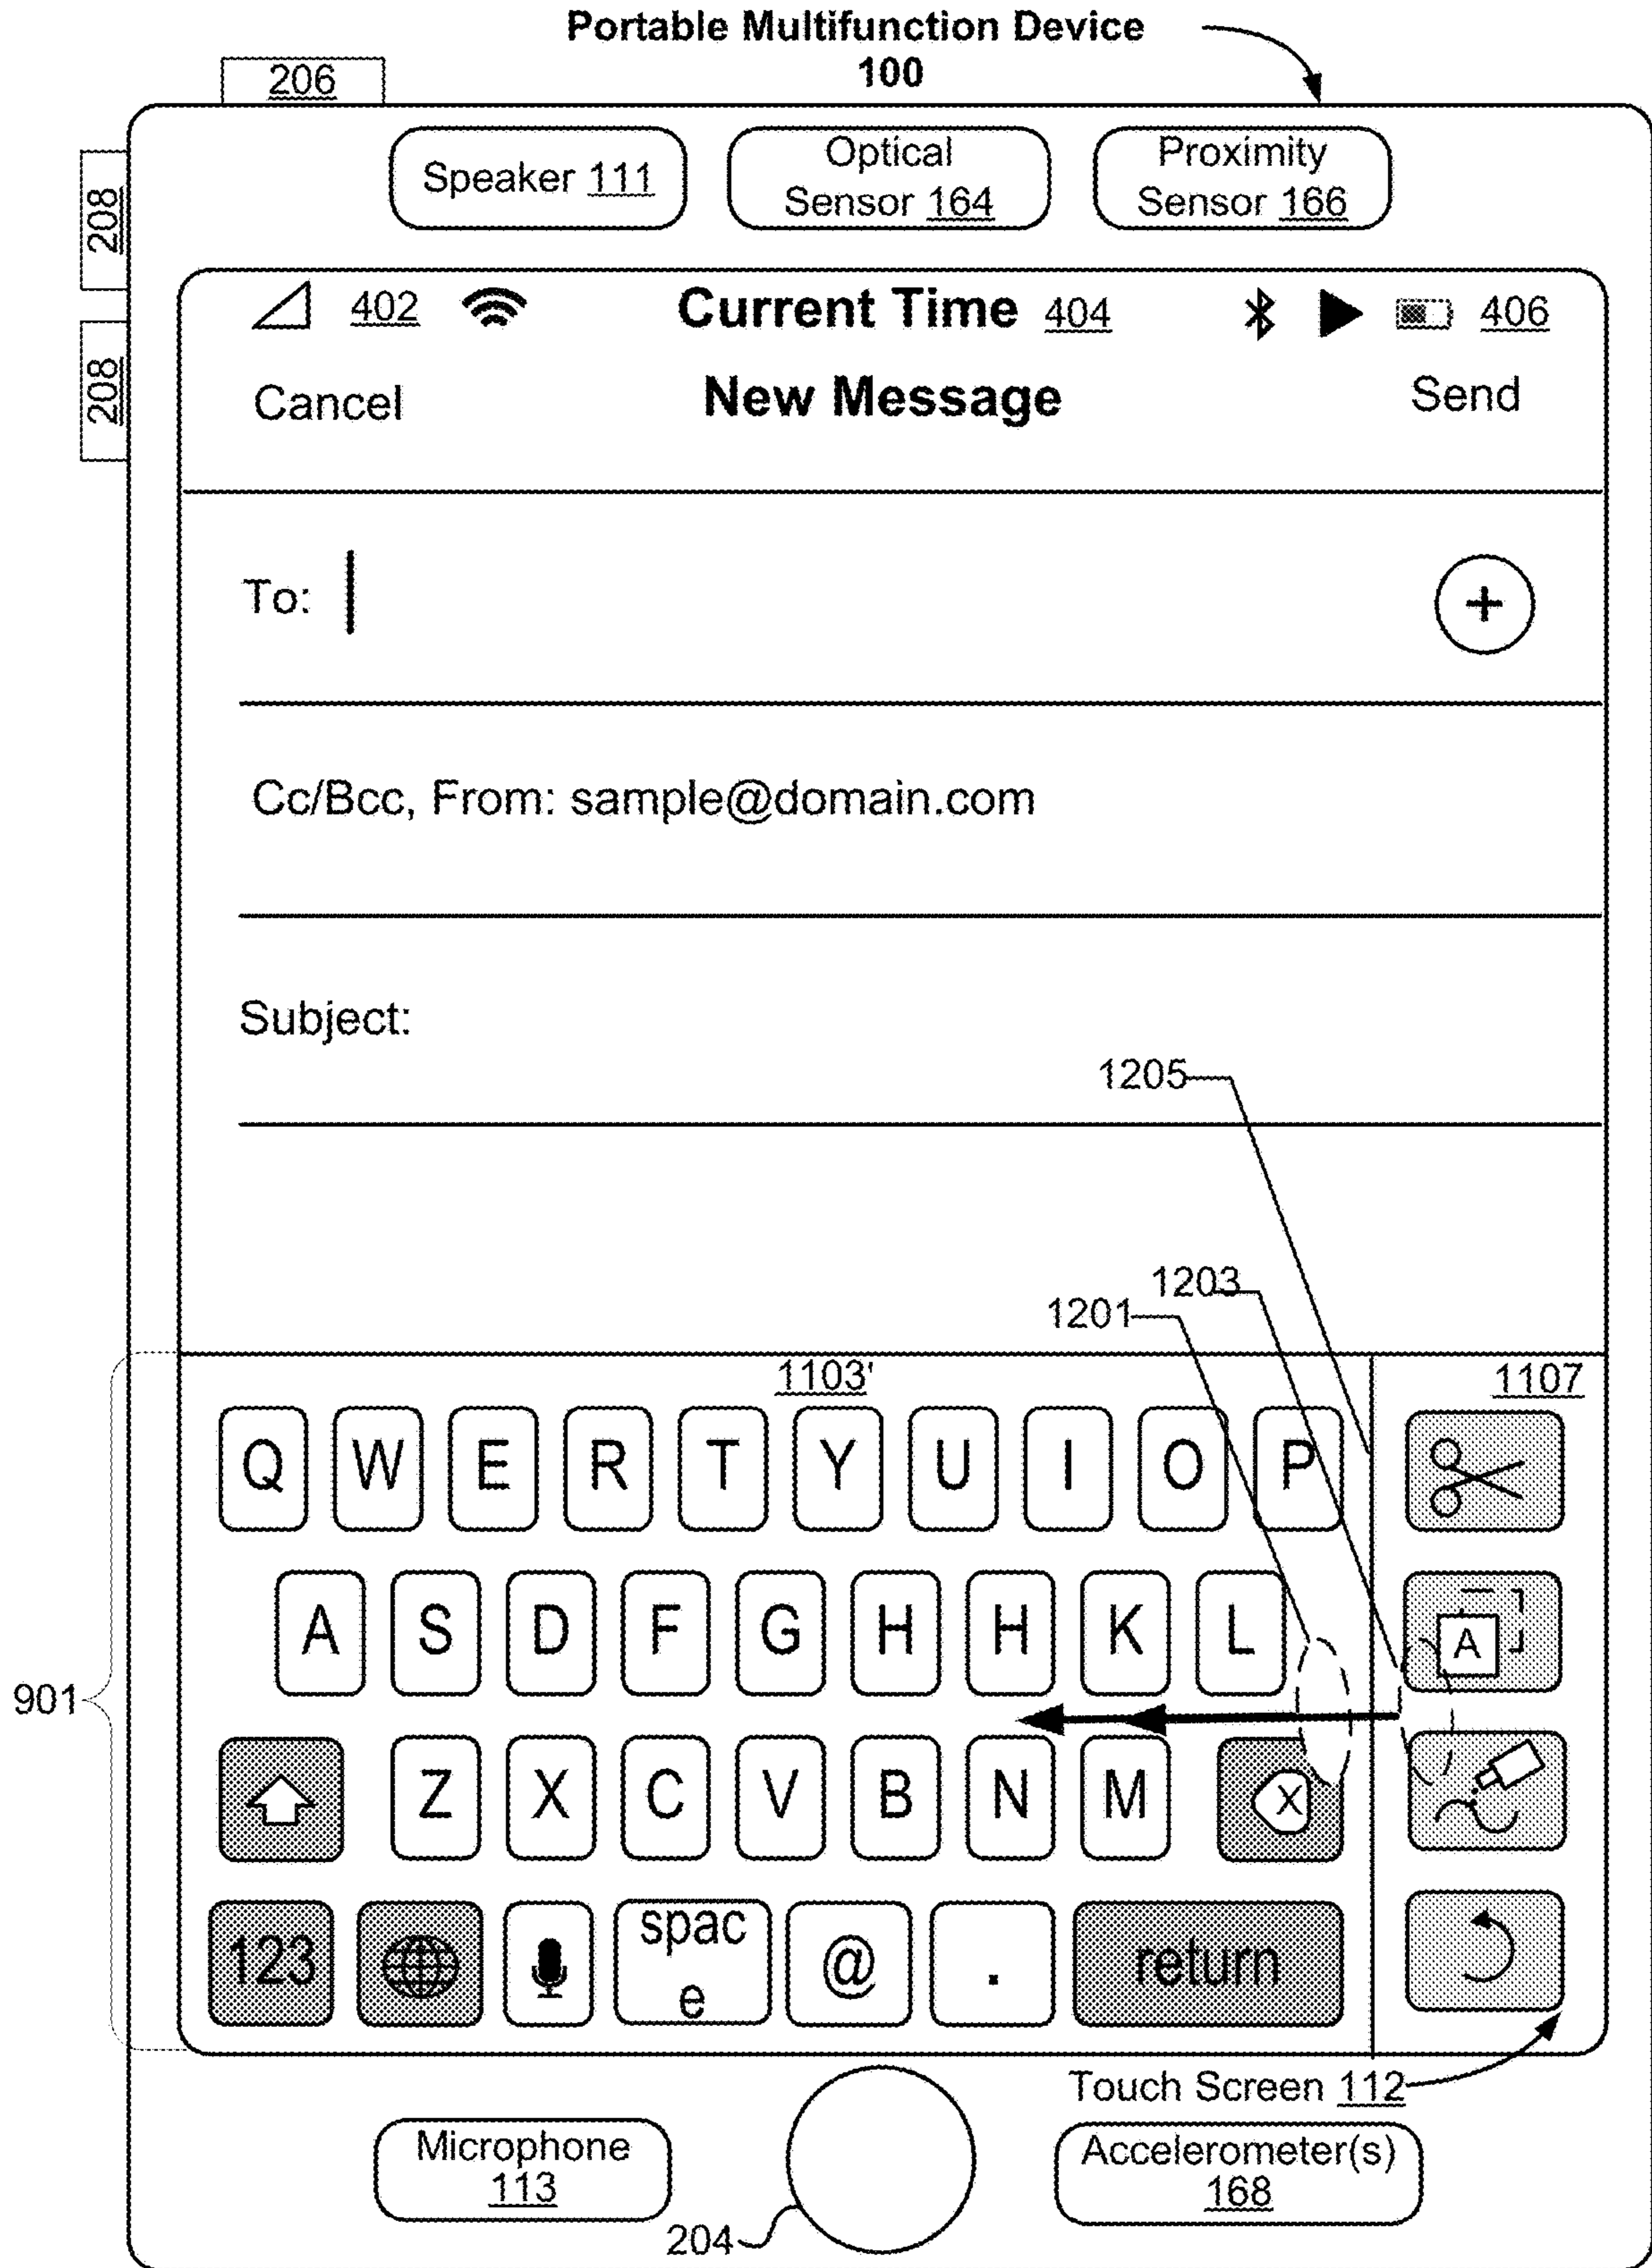 Portable Multifunction Device
100
206
208
208
Speaker 111
Optical
Sensor 164
Proximity
Sensor 166
402 Current Time 404 406
Cancel New Message Send
To: +
Cc/Bcc, From: sample@domain.com
Subject:
1205
1203
1201
901
1103' 1107
Q W E R T Y U I O P
A S D F G H H K L A
Z X C V B N M X
123 spac
e @ . return
Touch Screen 112
Microphone
113
204
Accelerometer(s)
168